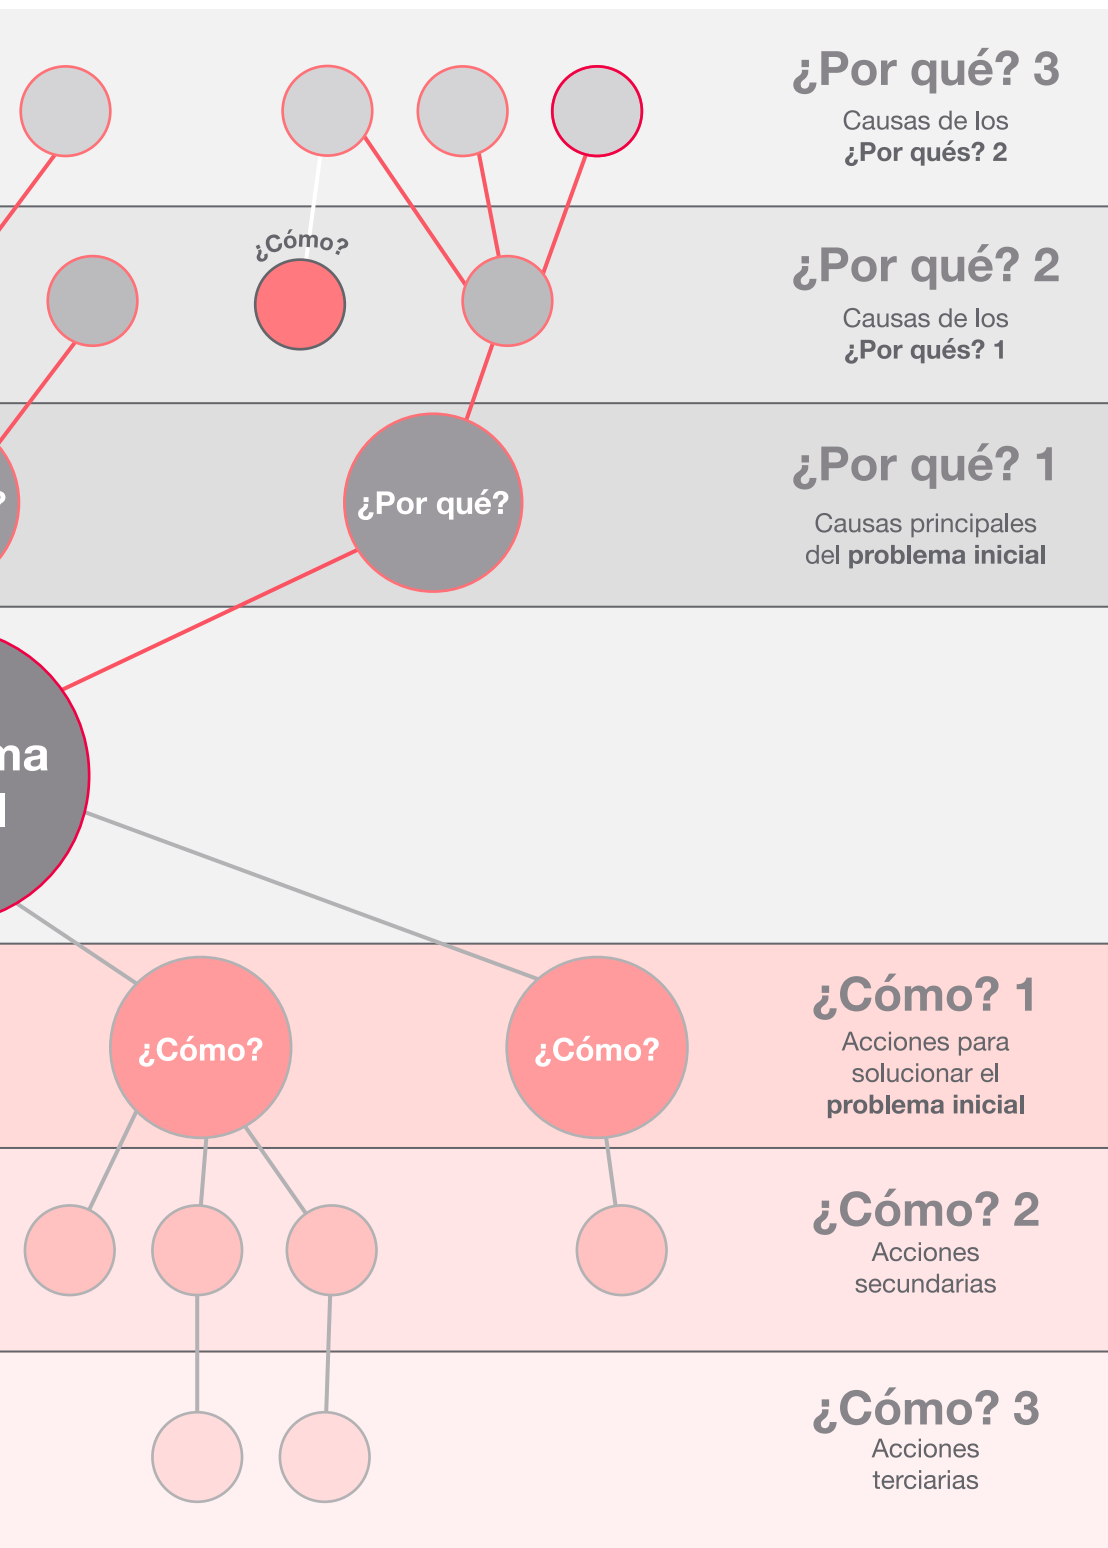 ¿Por qué? 3
Causas de los
¿Por qués? 2
¿Cómo?
¿Por qué? 2
Causas de los
¿Por qués? 1
¿Por qué? 1
Causas principales
del problema inicial
?
¿Por qué?
ma
l
¿Cómo? 1
Acciones para
solucionar el
problema inicial
¿Cómo?
¿Cómo?
¿Cómo? 2
Acciones
secundarias
¿Cómo? 3
Acciones
terciarias